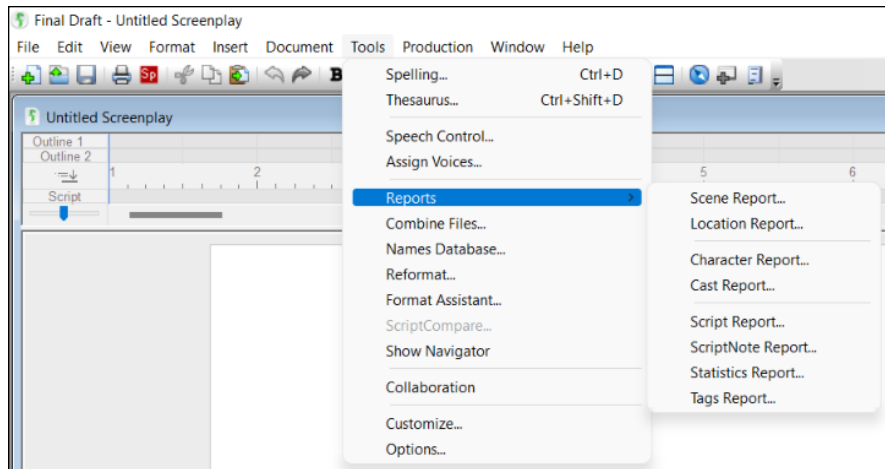 Final Draft - Untitled Screenplay
File Edit View Format Insert Document Tools Production Window Help
Sp B
Untitled Screenplay
Outline 1
Outline 2
1 2 5 6
Script
Spelling... Ctrl+D
Thesaurus... Ctrl+Shift+D
Speech Control...
Assign Voices...
Reports
Combine Files...
Names Database...
Reformat...
Format Assistant...
ScriptCompare...
Show Navigator
Collaboration
Customize...
Options...
Scene Report...
Location Report...
Character Report...
Cast Report...
Script Report...
ScriptNote Report...
Statistics Report...
Tags Report...